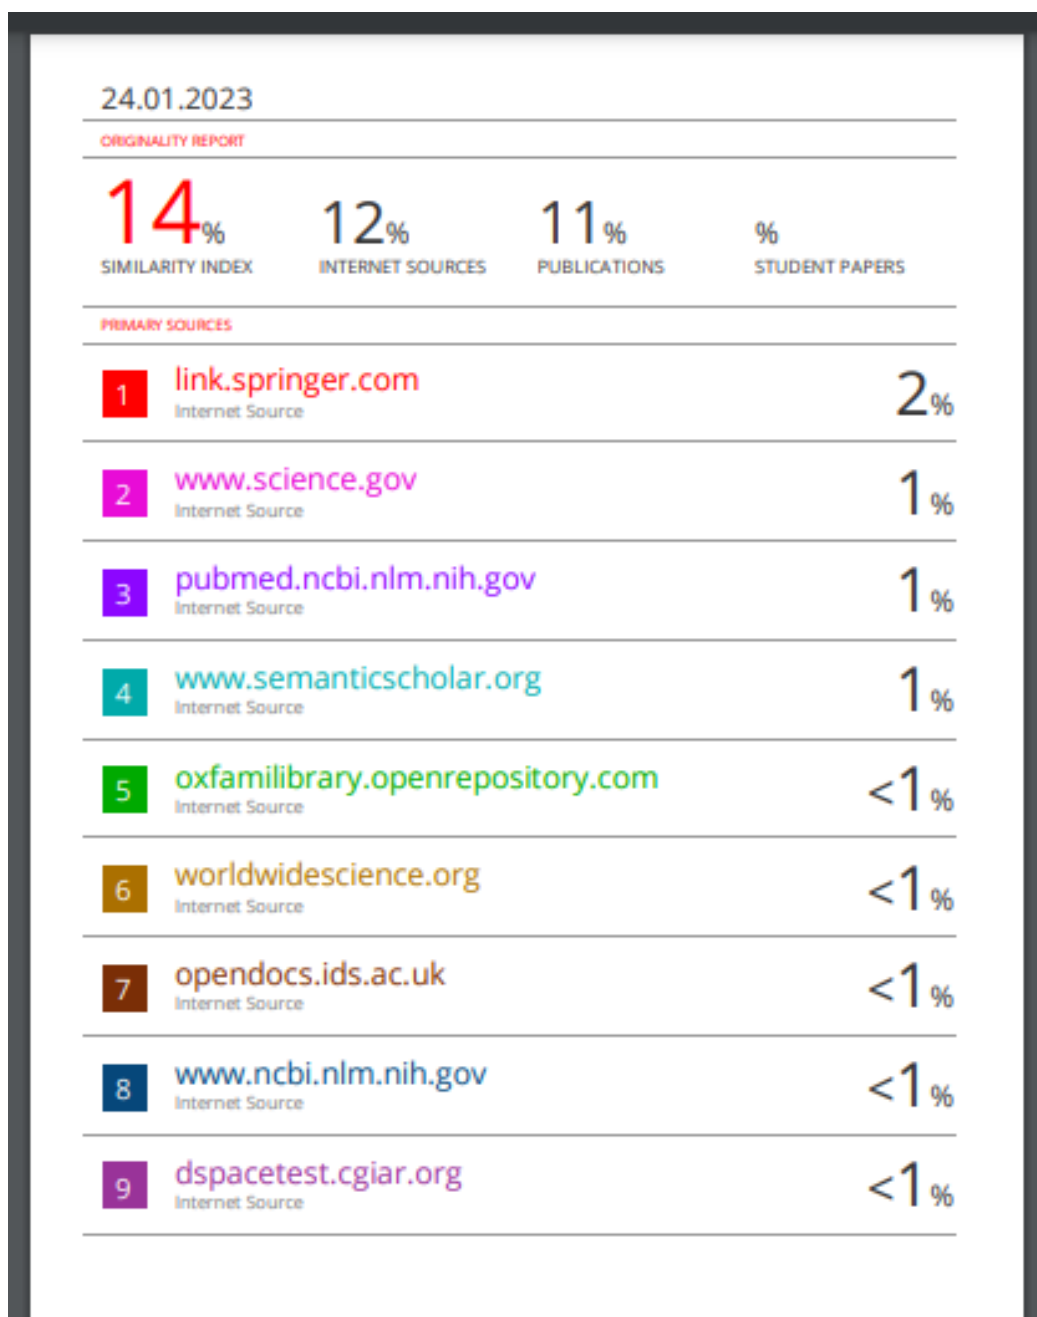 24.01.2023
ORIGINALITY REPORT
14% 12% 11% %
SIMILARITY INDEX INTERNET SOURCES PUBLICATIONS STUDENT PAPERS
PRIMARY SOURCES
1 link.springer.com 2%
Internet Source
2 www.science.gov 1%
Internet Source
3 pubmed.ncbi.nlm.nih.gov 1%
Internet Source
4 www.semanticscholar.org 1%
Internet Source
5 oxfamilibrary.openrepository.com <1%
Internet Source
6 worldwidescience.org <1%
Internet Source
7 opendocs.ids.ac.uk <1%
Internet Source
8 www.ncbi.nlm.nih.gov <1%
Internet Source
9 dspacetest.cgiar.org <1%
Internet Source